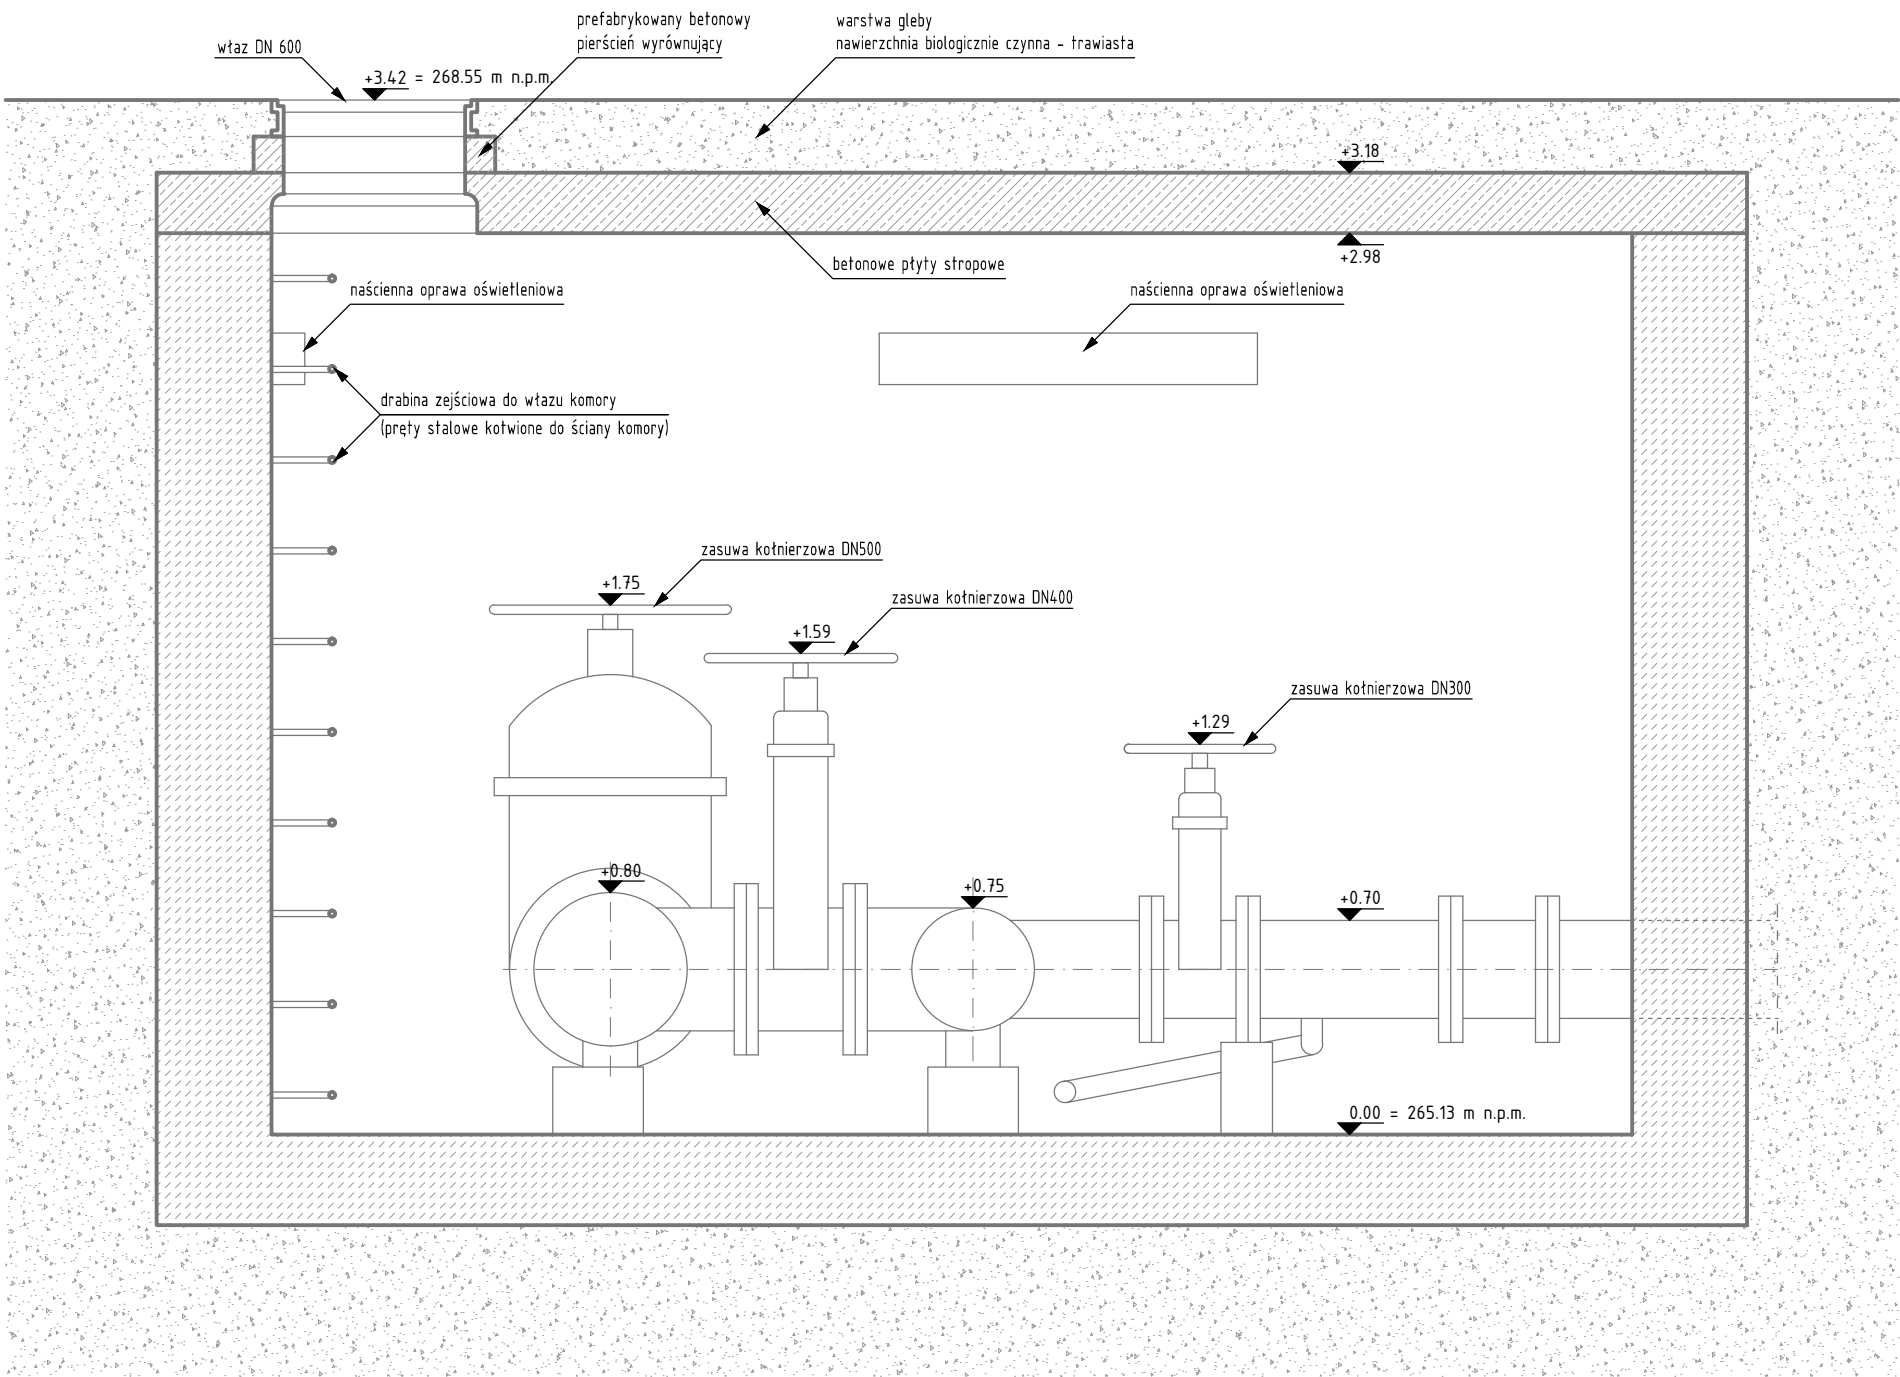 prefabrykowany betonowy
pierścień wyrównujący
warstwa gleby
nawierzchnia biologicznie czynna - trawiasta
właz DN 600
+3.42 = 268.55 m n.p.m.
+3.18
+2.98
betonowe płyty stropowe
naścienna oprawa oświetleniowa
naścienna oprawa oświetleniowa
drabina zejściowa do włazu komory
(pręty stalowe kotwione do ściany komory)
zasuwa kołnierzowa DN500
+1.75
zasuwa kołnierzowa DN400
+1.59
zasuwa kołnierzowa DN300
+1.29
+0.80
+0.75
+0.70
0.00 = 265.13 m n.p.m.